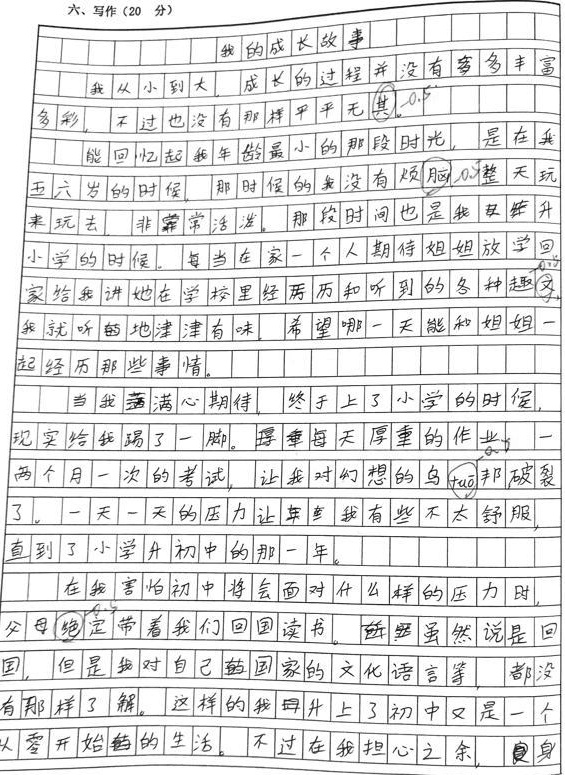 六、写作(20 分)
我的成长故事
我从小到大,成长的过程并没有多多丰富
多彩,不过也没有那样平平无其。-0.5
能回忆起我年龄最小的那段时光,是在我
五六岁的时候,那时候的我没有烦脑,-0.5整天玩
来玩去,非常活泼。那段时间也是我升
小学的时候。每当在家一个人期待姐姐放学回
家给我讲她在学校里经历和听到的各种趣文,-0.5
我就听地津津有味,希望哪一天能和姐姐一
起经历那些事情。
当我满心期待,终于上了小学的时候,
现实给我踢了一脚。每天厚重的作业,一
两个月一次的考试,让我对幻想的乌tuō邦破裂
了。一天一天的压力让我有些不太舒服,
直到了小学升初中的那一年。
在我害怕初中将会面对什么样的压力时,
父母绝定带着我们回国读书。-0.5虽然说是回
国,但是我对自己国家的文化语言等,都没
有那样了解。这样的我升上了初中又是一个
从零开始的生活。不过在我担心之余,身